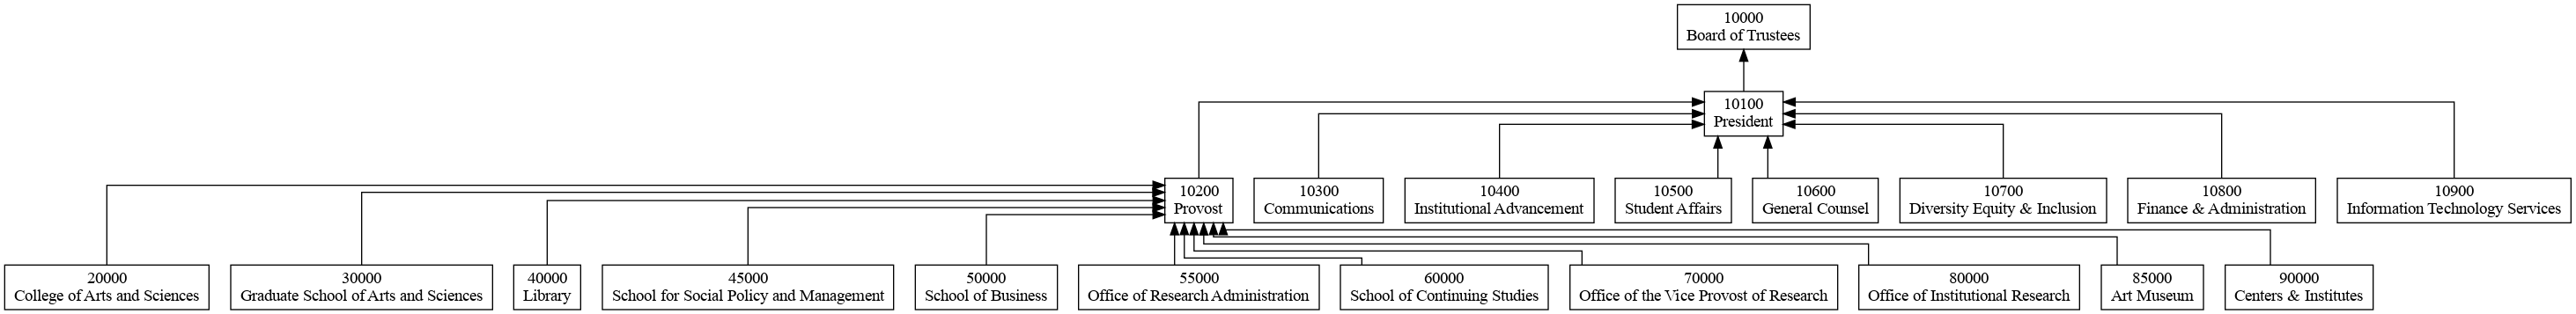 10000
Board of Trustees
10100
President
10200
Provost
10300
Communications
10400
Institutional Advancement
10500
Student Affairs
10600
General Counsel
10700
Diversity Equity & Inclusion
10800
Finance & Administration
10900
Information Technology Services
20000
College of Arts and Sciences
30000
Graduate School of Arts and Sciences
40000
Library
45000
School for Social Policy and Management
50000
School of Business
55000
Office of Research Administration
60000
School of Continuing Studies
70000
Office of the Vice Provost of Research
80000
Office of Institutional Research
85000
Art Museum
90000
Centers & Institutes